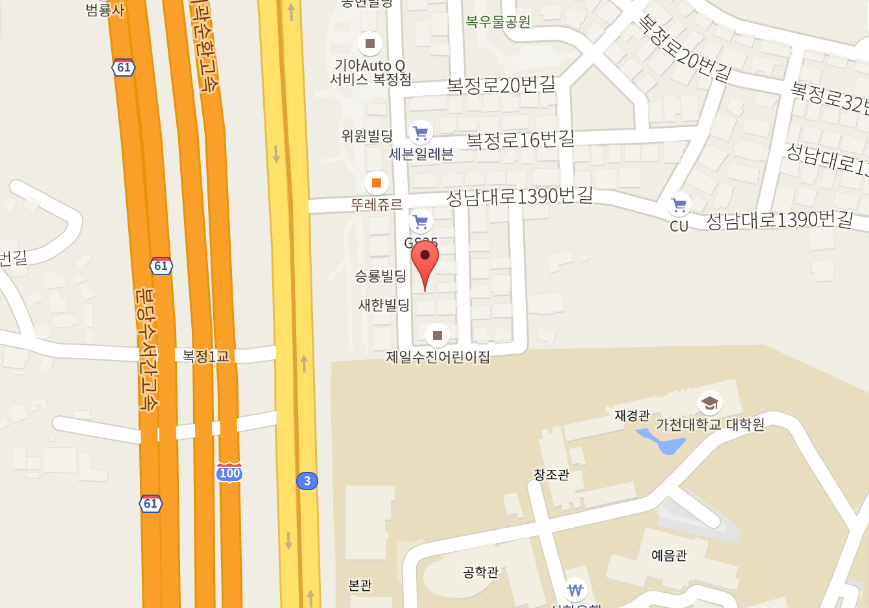 범룡사
복우물공원
복정로20번길
61
기아Auto Q
서비스 복정점
복정로20번길
위원빌딩
세븐일레븐
복정로16번길
뚜레쥬르
성남대로1390번길
CU
성남대로1390번길
GS25
번길
61
승룡빌딩
새한빌딩
분당수서간고속
복정1교
제일수진어린이집
재경관
가천대학교 대학원
100
3
창조관
61
예음관
공학관
본관